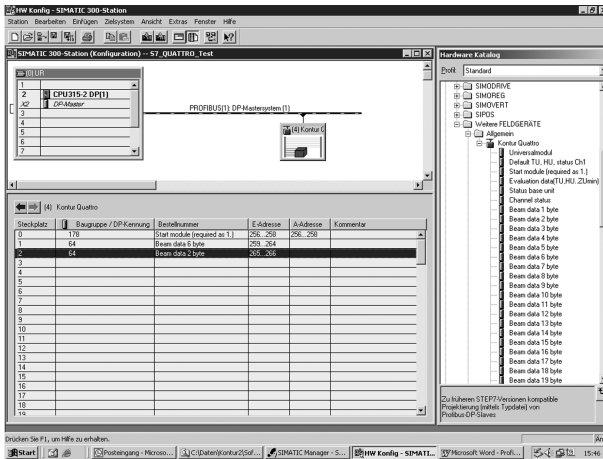 HW Konfig - SIMATIC 300-Station
Station Bearbeiten Einfügen Zielsystem Ansicht Extras Fenster Hilfe
SIMATIC 300-Station (Konfiguration) -- S7_QUATTRO_Test
(0) UR
1
2 CPU315-2 DP(1)
X2 DP-Master
3
4
5
6
7
PROFIBUS(1): DP-Mastersystem (1)
(4) Kontur Q
(4) Kontur Quattro
Steckplatz Baugruppe / DP-Kennung Bestellnummer E-Adresse A-Adresse Kommentar
0 178 Start module (required as 1.) 256...258 256...258
1 64 Beam data 6 byte 259...264
2 64 Beam data 2 byte 265...266
3
4
5
6
7
8
9
10
11
12
13
14
15
16
17
18
19
Hardware Katalog
Profil: Standard
SIMODRIVE
SIMOREG
SIMOVERT
SIPOS
Weitere FELDGERÄTE
Allgemein
Kontur Quattro
Universalmodul
Default TU, HU, status Ch1
Start module (required as 1.)
Evaluation data(TU,HU..ZUmin)
Status base unit
Channel status
Beam data 1 byte
Beam data 2 byte
Beam data 3 byte
Beam data 4 byte
Beam data 5 byte
Beam data 6 byte
Beam data 7 byte
Beam data 8 byte
Beam data 9 byte
Beam data 10 byte
Beam data 11 byte
Beam data 12 byte
Beam data 13 byte
Beam data 14 byte
Beam data 15 byte
Beam data 16 byte
Beam data 17 byte
Beam data 18 byte
Beam data 19 byte
Zu früheren STEP7-Versionen kompatible
Projektierung (mittels Typdatei) von
Profibus-DP-Slaves
Drücken Sie F1, um Hilfe zu erhalten.
Än
Start Posteingang - Microso... C:\Daten\Kontur2\Sof... SIMATIC Manager - S... HW Konfig - SIMATI... Microsoft Word - Profi... 15:46